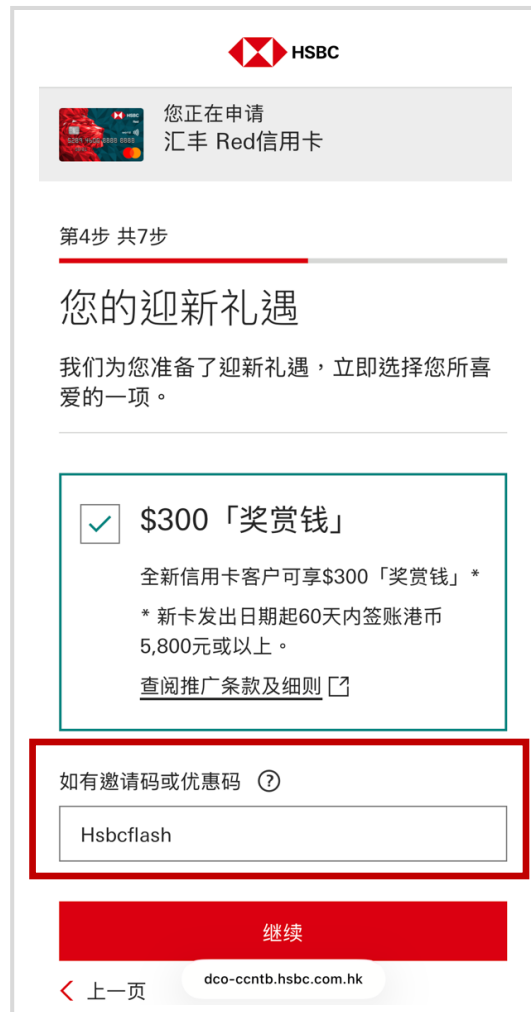 HSBC
您正在申请
汇丰 Red信用卡
第4步 共7步
您的迎新礼遇
我们为您准备了迎新礼遇，立即选择您所喜
爱的一项。
$300「奖赏钱」
全新信用卡客户可享$300「奖赏钱」*
* 新卡发出日期起60天内签账港币
5,800元或以上。
查阅推广条款及细则
如有邀请码或优惠码 ?
Hsbcflash
继续
dco-ccntb.hsbc.com.hk
上一页